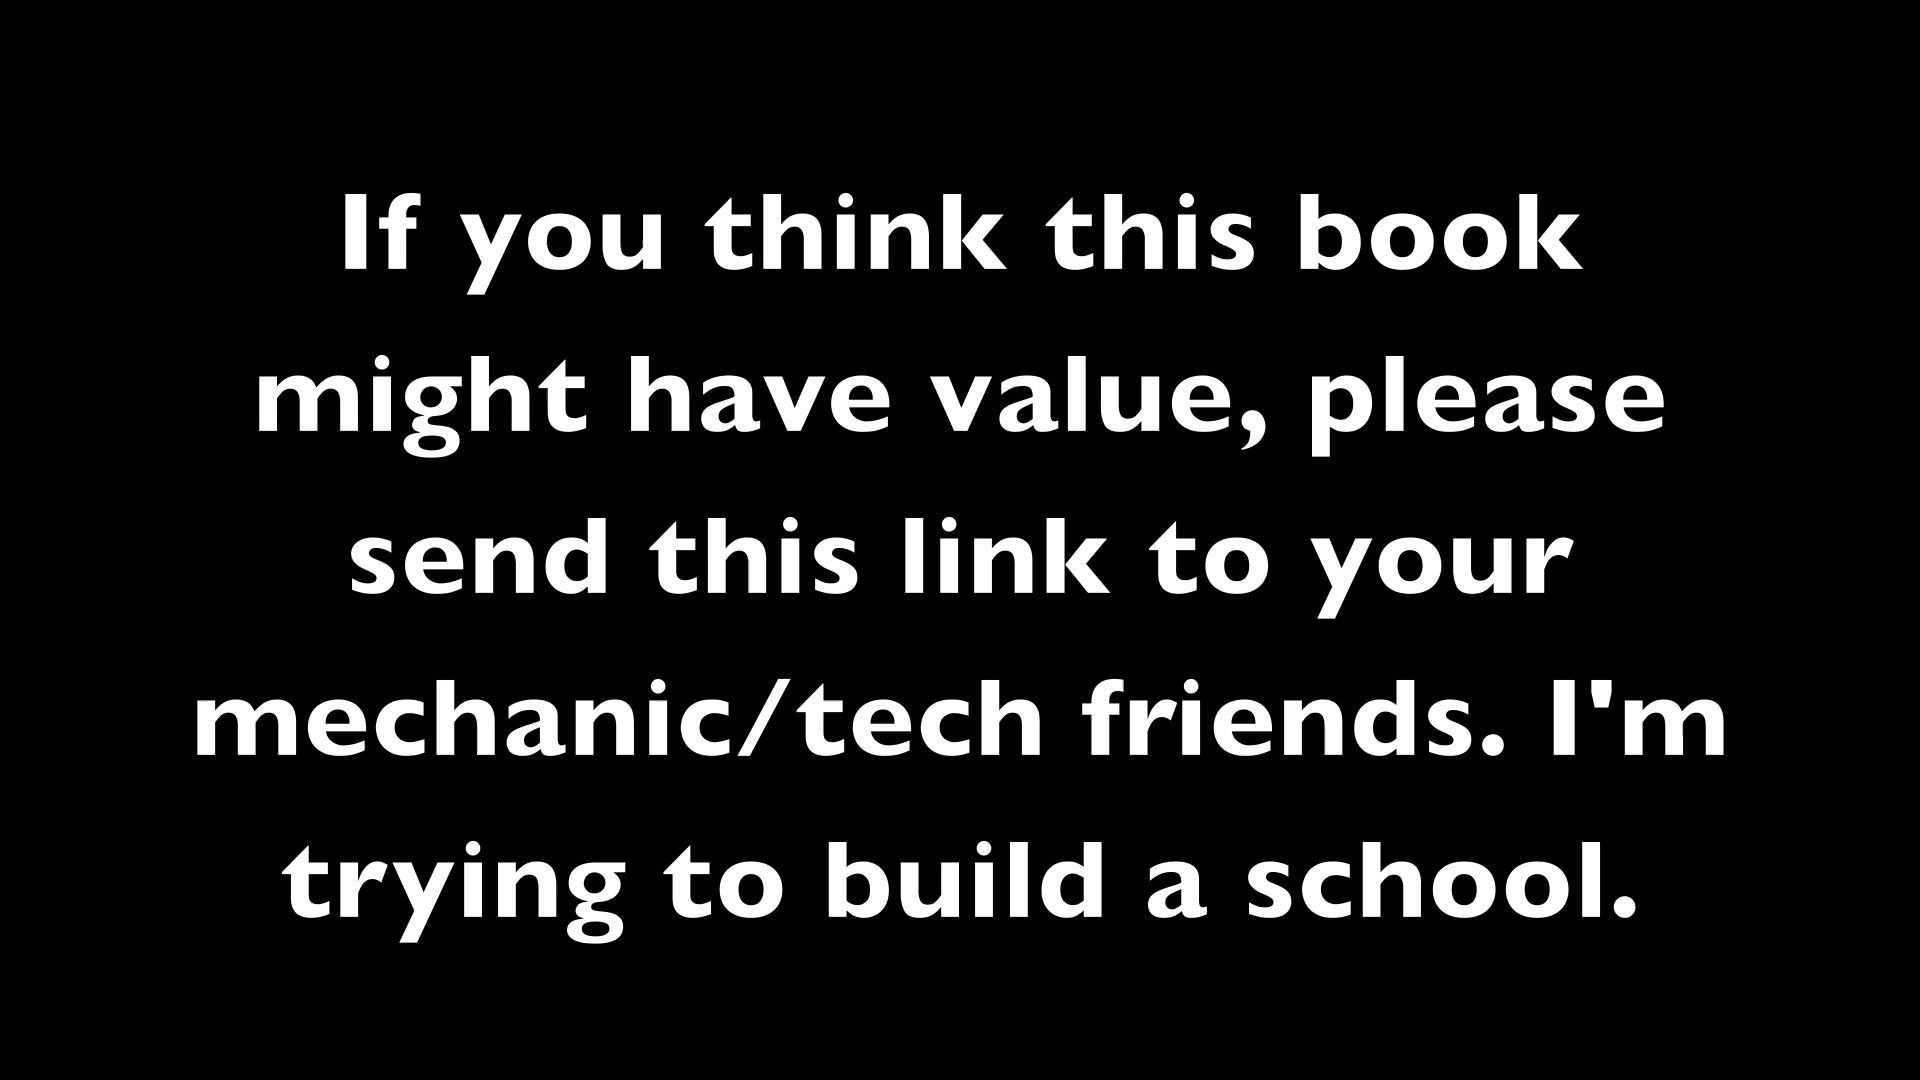 If you think this book
might have value, please
send this link to your
mechanic/tech friends. I'm
trying to build a school.